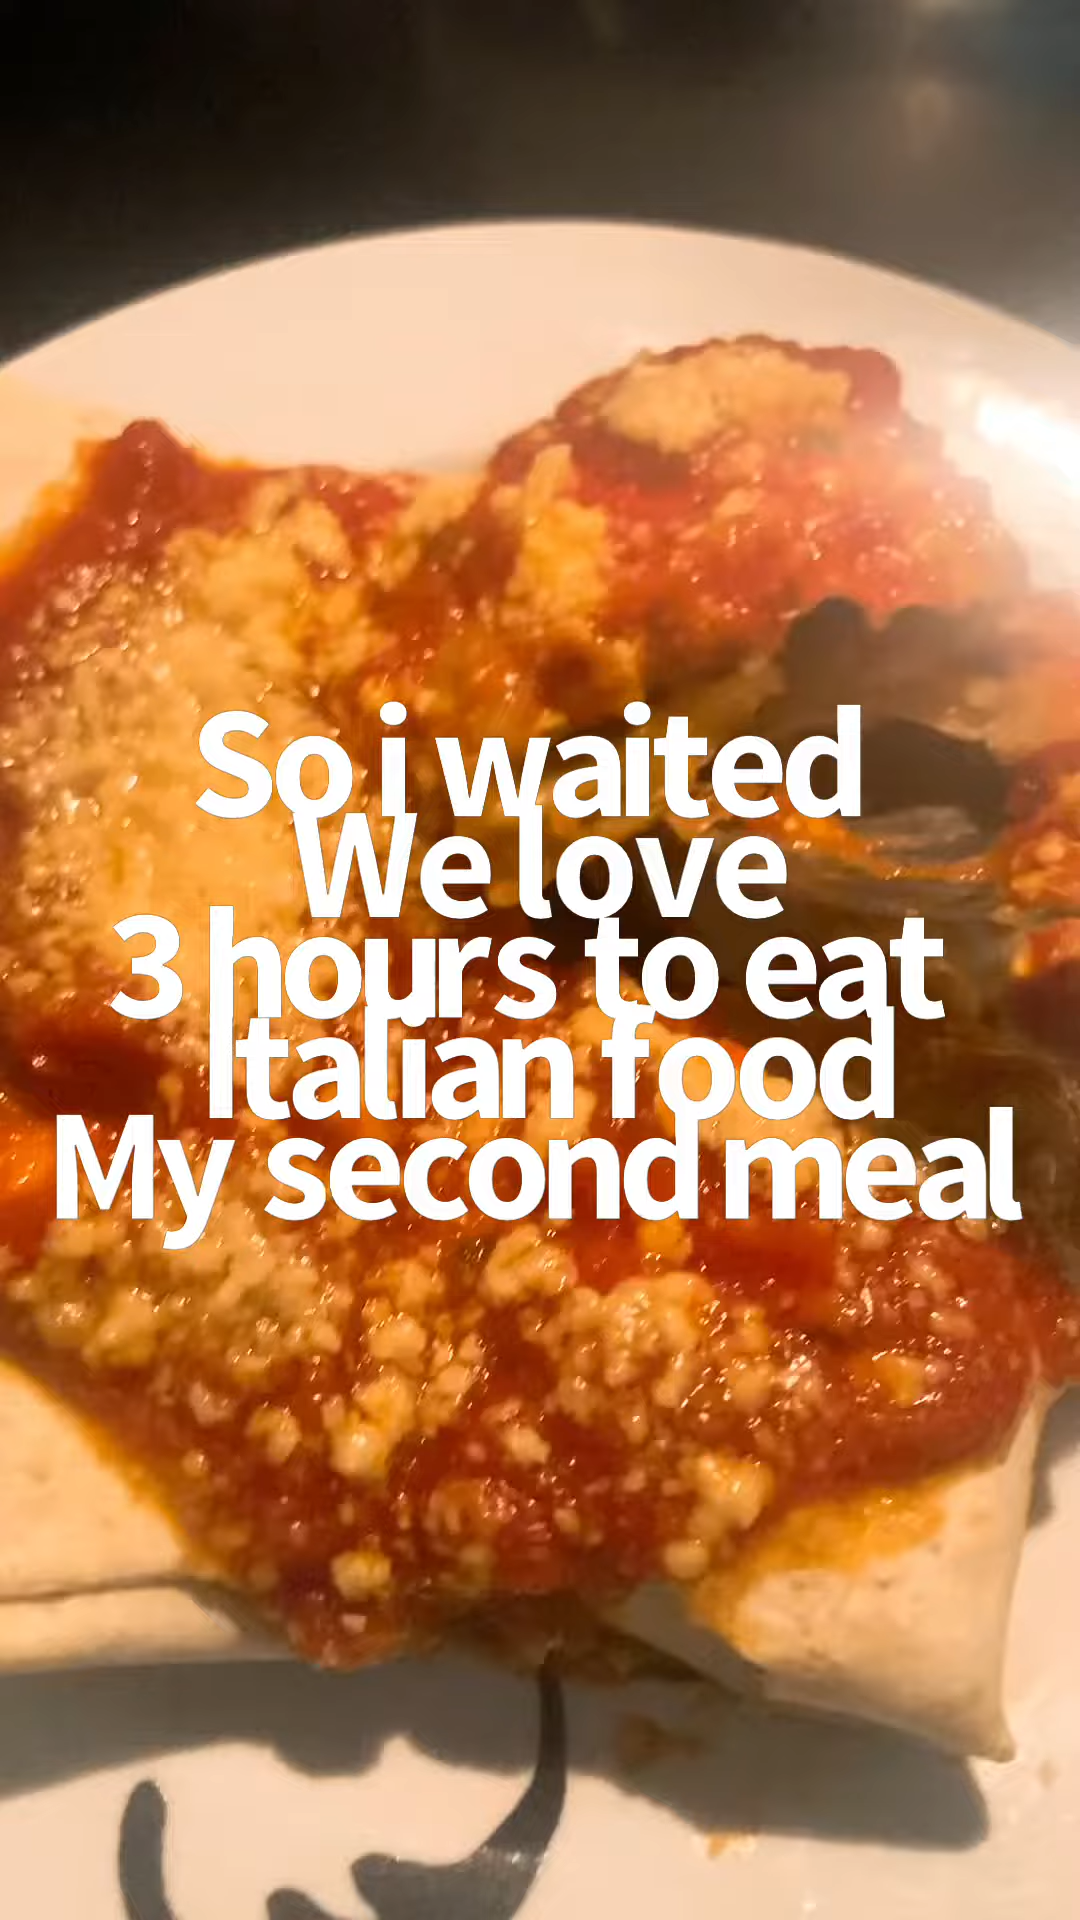 So i waited
We love
3 hours to eat
Italian food
My second meal